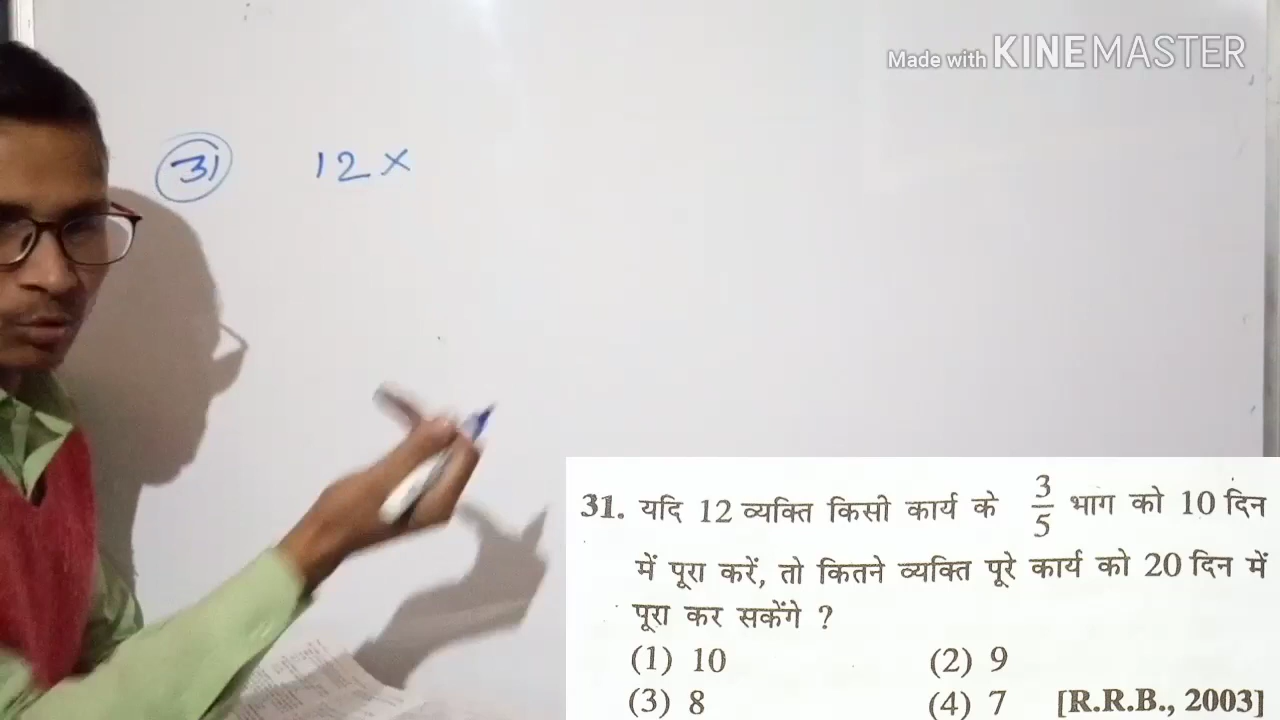 Made with KINEMASTER
31 12 ×
31. यदि 12 व्यक्ति किसी कार्य के 3/5 भाग को 10 दिन
में पूरा करें, तो कितने व्यक्ति पूरे कार्य को 20 दिन में
पूरा कर सकेंगे ?
(1) 10 (2) 9
(3) 8 (4) 7 [R.R.B., 2003]